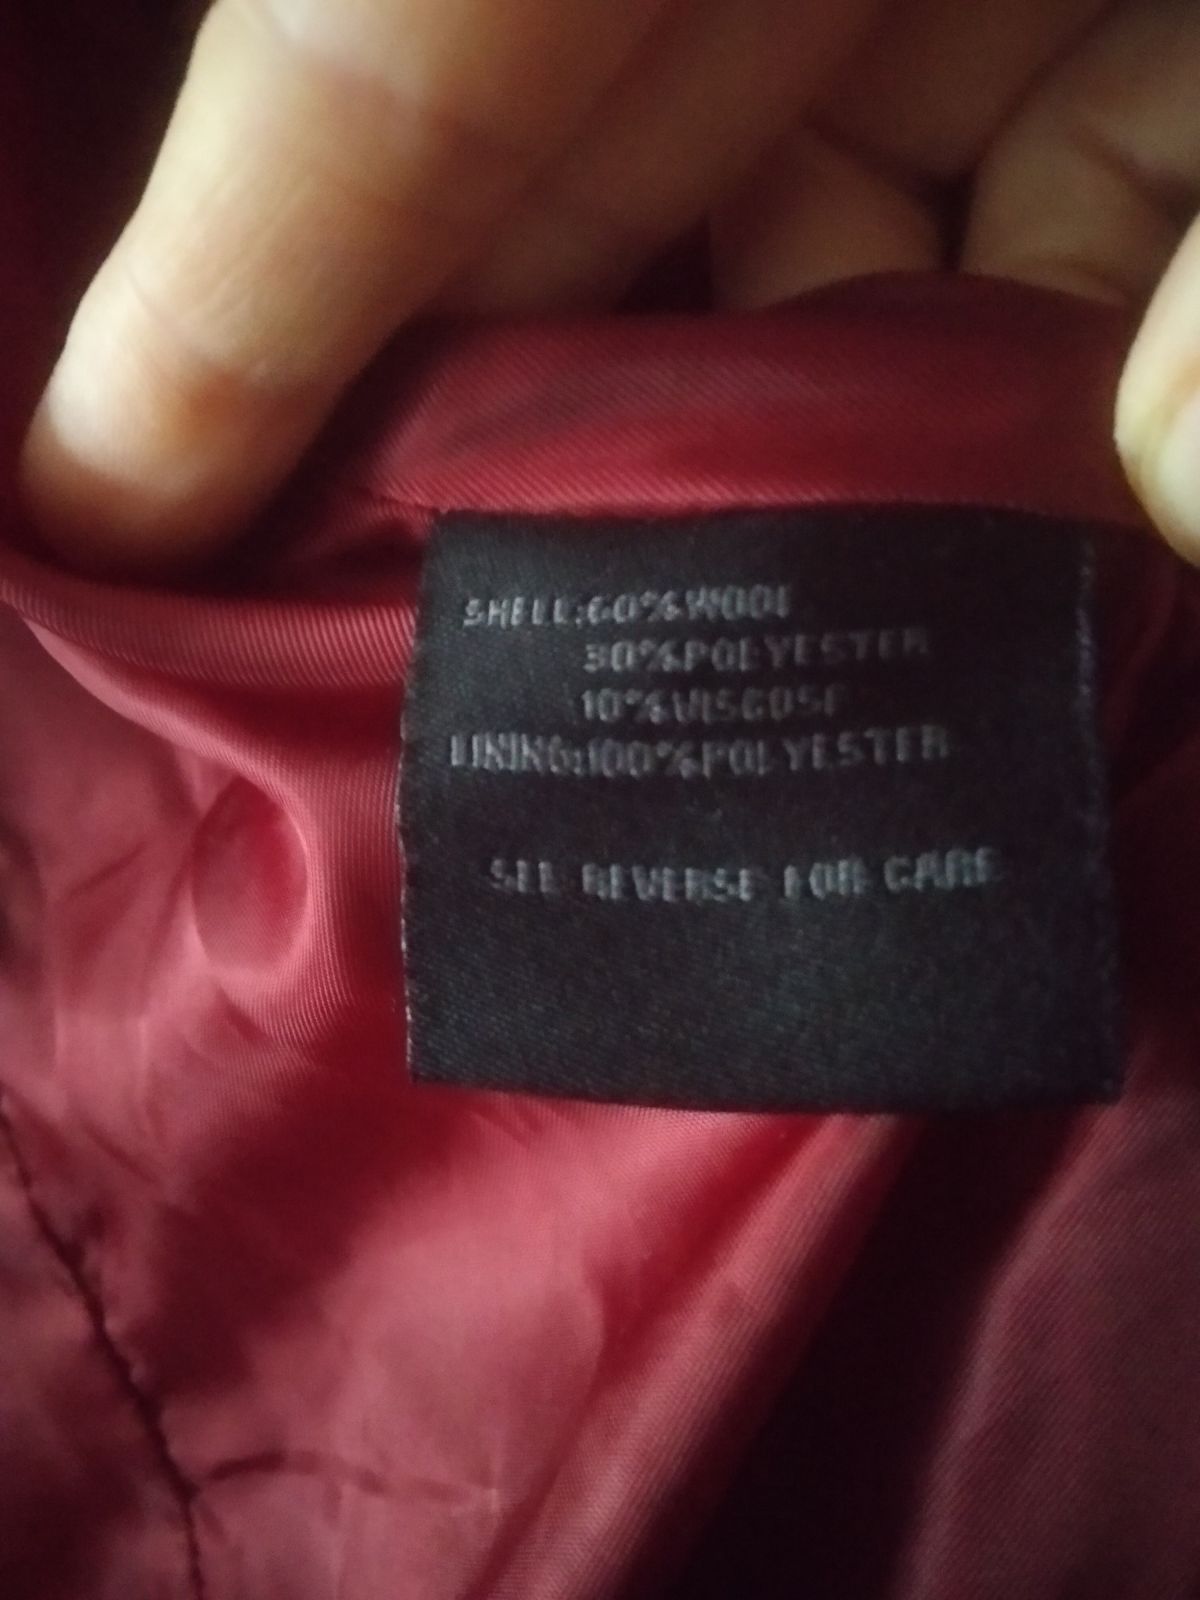 SHELL:60%WOOL
30%POLYESTER
10%VISCOSE
LINING:100%POLYESTER
SEE REVERSE FOR CARE